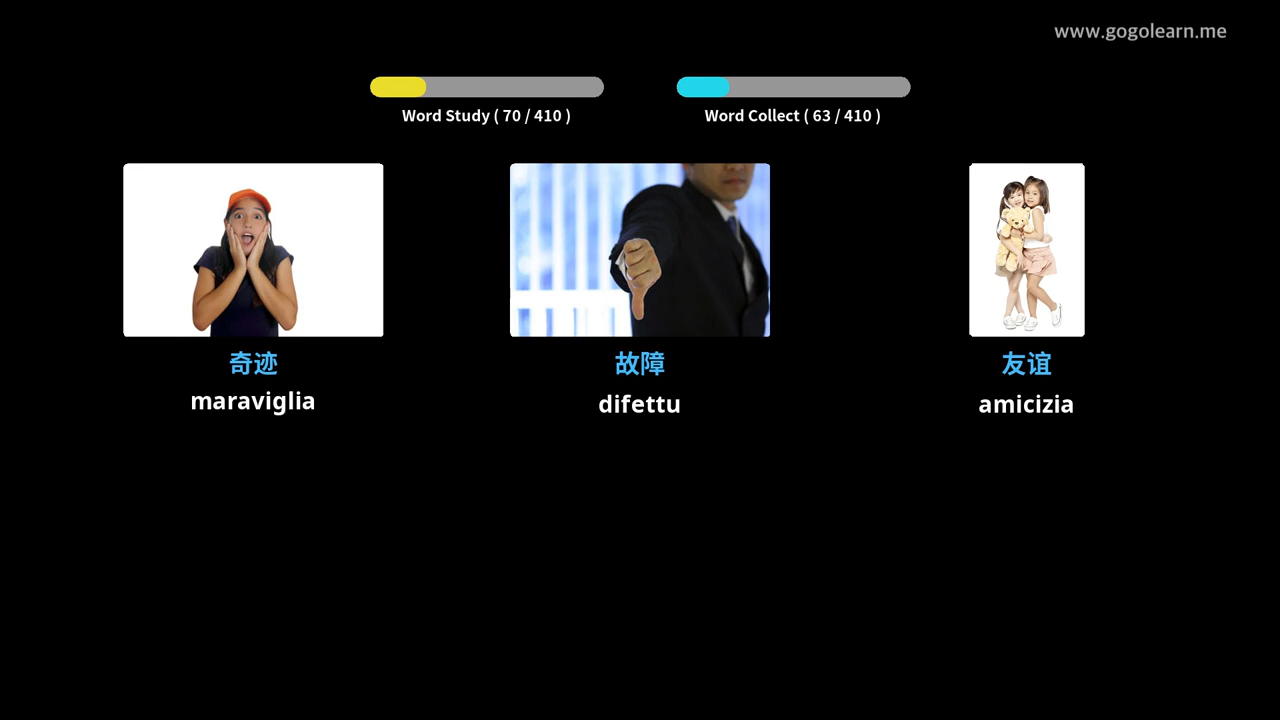 www.gogolearn.me
Word Study ( 70 / 410 )
Word Collect ( 63 / 410 )
奇迹
故障
友谊
maraviglia
difettu
amicizia